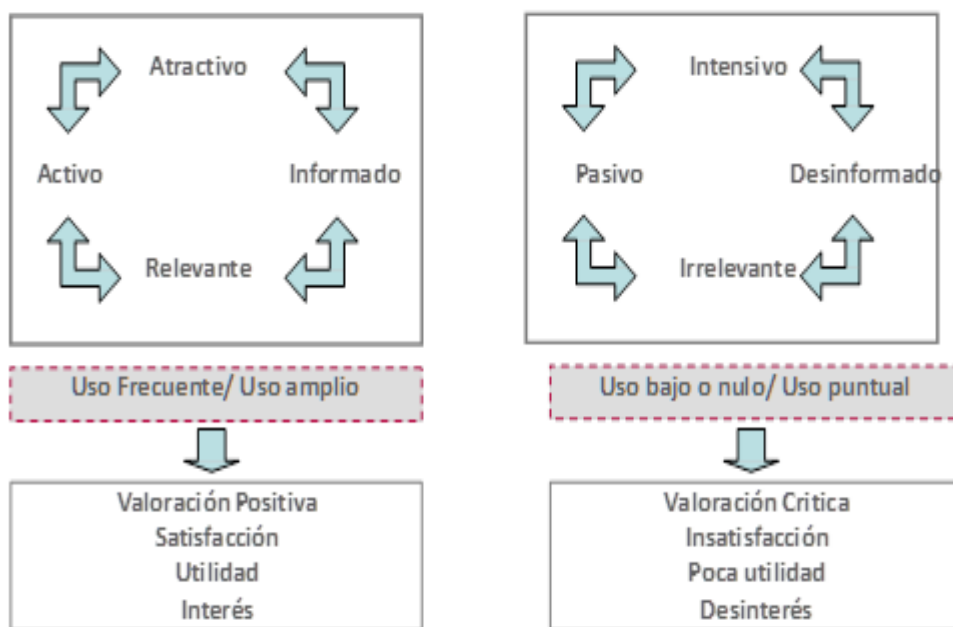 Atractivo
Activo
Informado
Relevante
Uso Frecuente/ Uso amplio
Valoración Positiva
Satisfacción
Utilidad
Interés
Intensivo
Pasivo
Desinformado
Irrelevante
Uso bajo o nulo/ Uso puntual
Valoración Critica
Insatisfacción
Poca utilidad
Desinterés